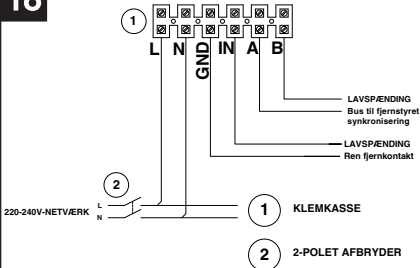 16
1
L N GND IN A B
LAVSPÆNDING
Bus til fjernstyret
synkronisering
LAVSPÆNDING
Ren fjernkontakt
2
220-240V-NETVÆRK
L
N
1 KLEMKASSE
2 2-POLET AFBRYDER